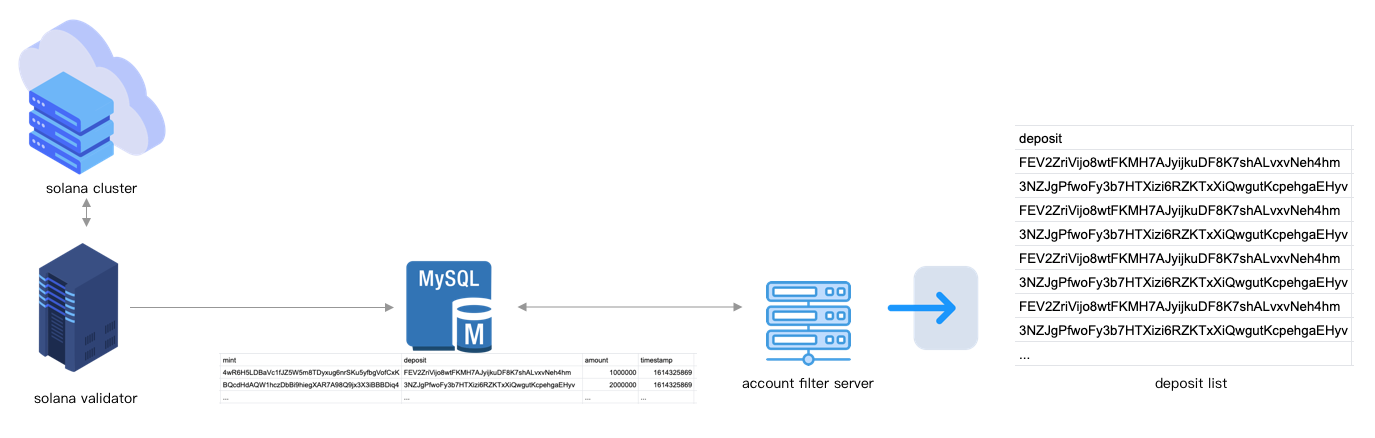 solana cluster
solana validator
MySQL
M
mint deposit amount timestamp
4wR6H5LDBaVc1fJZ5W5m8TDyxug6nrSKu5yfbgVofCxK FEV2ZriVijo8wtFKMH7AJyijkuDF8K7shALvxvNeh4hm 1000000 1614325869
BQcdHdAQW1hczDbBi9hiegXAR7A98Q9jx3X3iBBBDiq4 3NZJgPfwoFy3b7HTXizi6RZKTxXiQwgutKcpehgaEHyv 2000000 1614325869
... ... ... ...
account filter server
deposit
FEV2ZriVijo8wtFKMH7AJyijkuDF8K7shALvxvNeh4hm
3NZJgPfwoFy3b7HTXizi6RZKTxXiQwgutKcpehgaEHyv
FEV2ZriVijo8wtFKMH7AJyijkuDF8K7shALvxvNeh4hm
3NZJgPfwoFy3b7HTXizi6RZKTxXiQwgutKcpehgaEHyv
FEV2ZriVijo8wtFKMH7AJyijkuDF8K7shALvxvNeh4hm
3NZJgPfwoFy3b7HTXizi6RZKTxXiQwgutKcpehgaEHyv
FEV2ZriVijo8wtFKMH7AJyijkuDF8K7shALvxvNeh4hm
3NZJgPfwoFy3b7HTXizi6RZKTxXiQwgutKcpehgaEHyv
...
deposit list